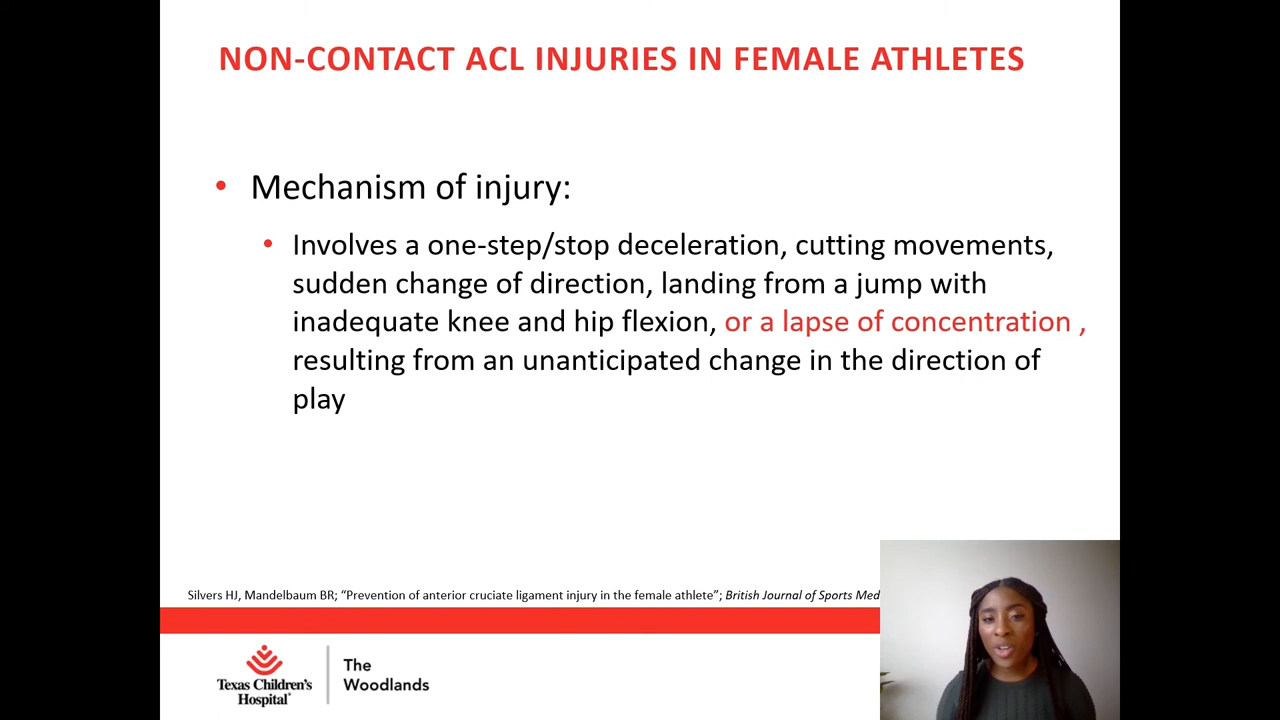 NON-CONTACT ACL INJURIES IN FEMALE ATHLETES
• Mechanism of injury:
• Involves a one-step/stop deceleration, cutting movements,
sudden change of direction, landing from a jump with
inadequate knee and hip flexion, or a lapse of concentration ,
resulting from an unanticipated change in the direction of
play
Silvers HJ, Mandelbaum BR; “Prevention of anterior cruciate ligament injury in the female athlete”; British Journal of Sports Med
Texas Children's
Hospital
The
Woodlands